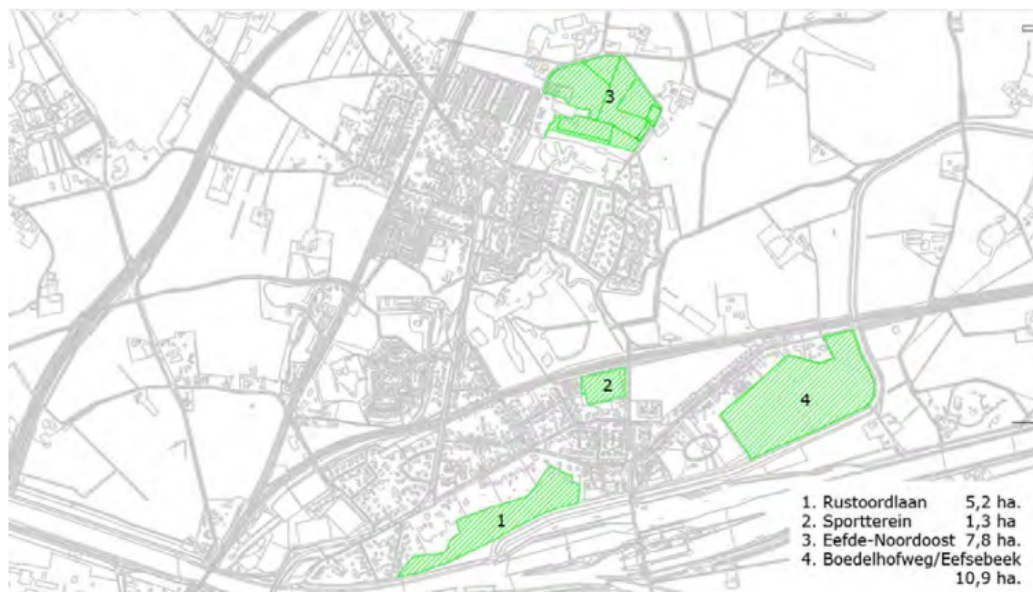 3
2
4
1
1. Rustoordlaan 5,2 ha.
2. Sportterein 1,3 ha
3. Eefde-Noordoost 7,8 ha.
4. Boedelhofweg/Eefsebeek
10,9 ha.